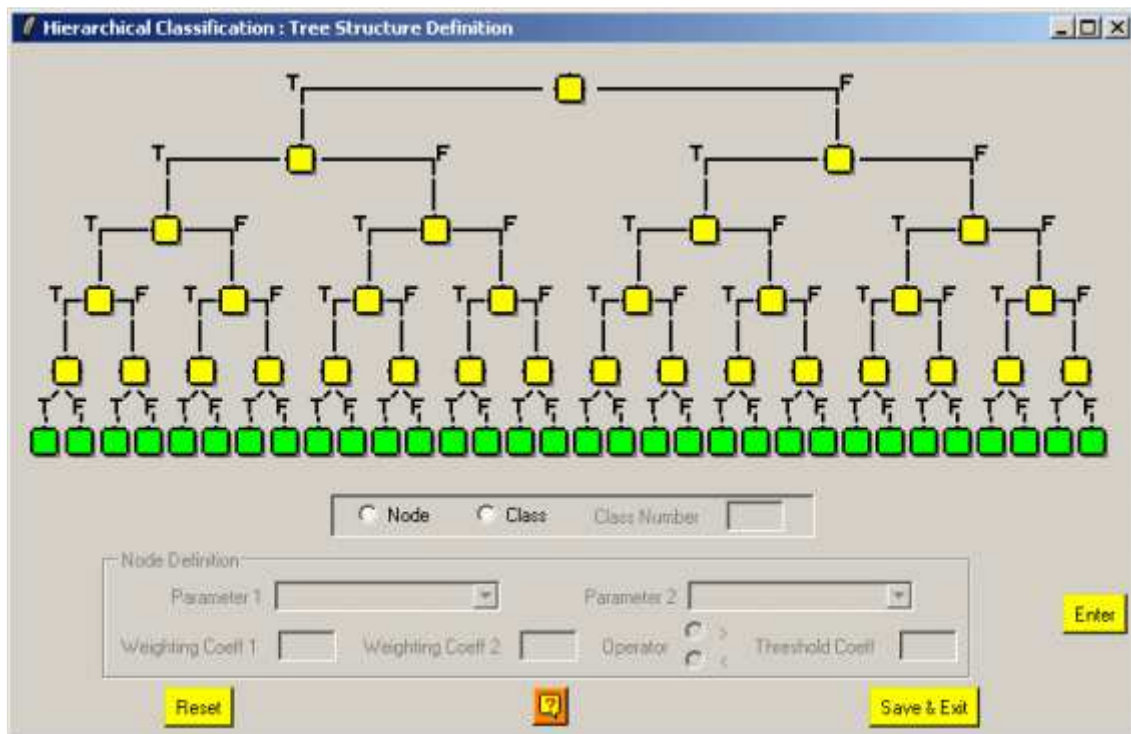 Hierarchical Classification : Tree Structure Definition
T F
T F T F
T F T F T F T F
T F T F T F T F T F T F T F T F
T F T F T F T F T F T F T F T F T F T F T F T F T F T F T F T F
Node Class Class Number
Node Definition
Parameter 1 Parameter 2
Weighting Coeff 1 Weighting Coeff 2 Operator > < Threshold Coeff
Enter
Reset ? Save & Exit